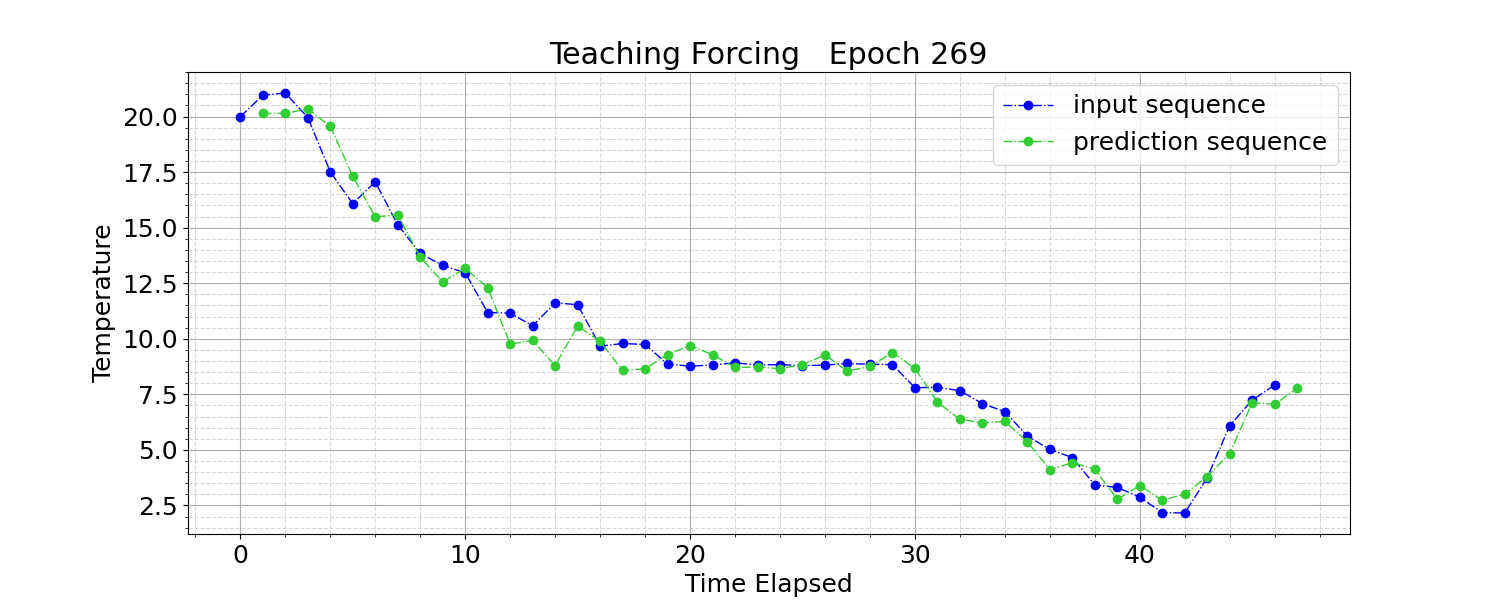 Teaching Forcing   Epoch 269
input sequence
prediction sequence
Temperature
20.0
17.5
15.0
12.5
10.0
7.5
5.0
2.5
0 10 20 30 40
Time Elapsed